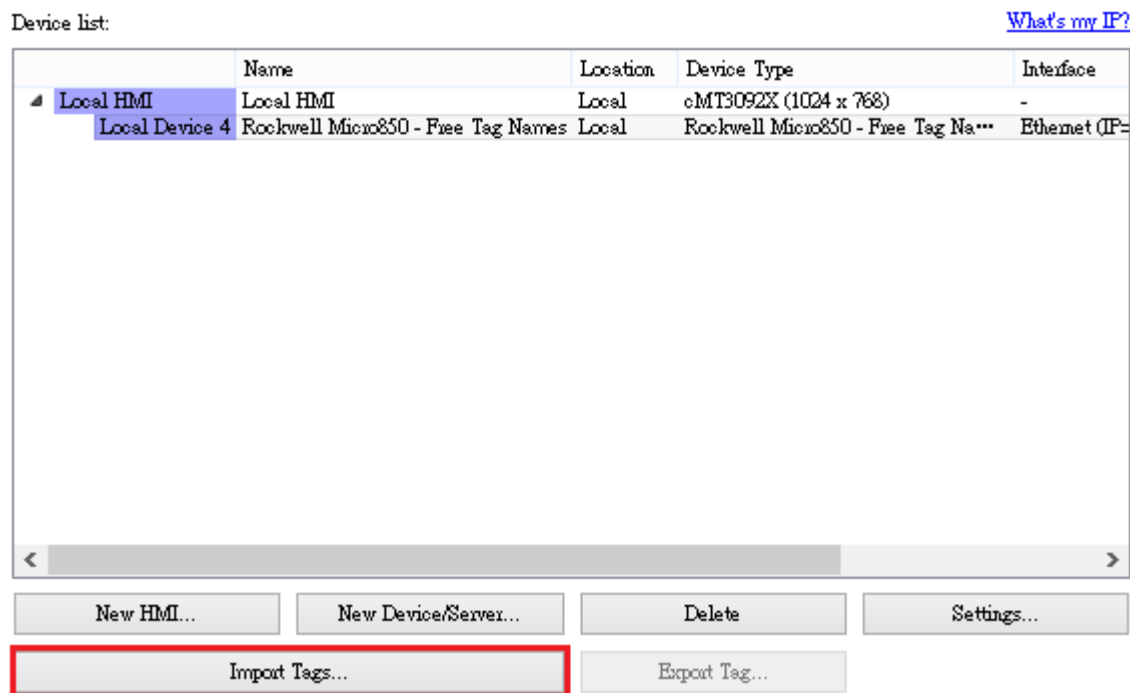 Device list: What's my IP?
Name Location Device Type Interface
Local HMI Local HMI Local cMT3092X (1024 x 768) -
Local Device 4 Rockwell Micro850 - Free Tag Names Local Rockwell Micro850 - Free Tag Na... Ethernet (IP=
New HMI... New Device/Server... Delete Settings...
Import Tags... Export Tag...